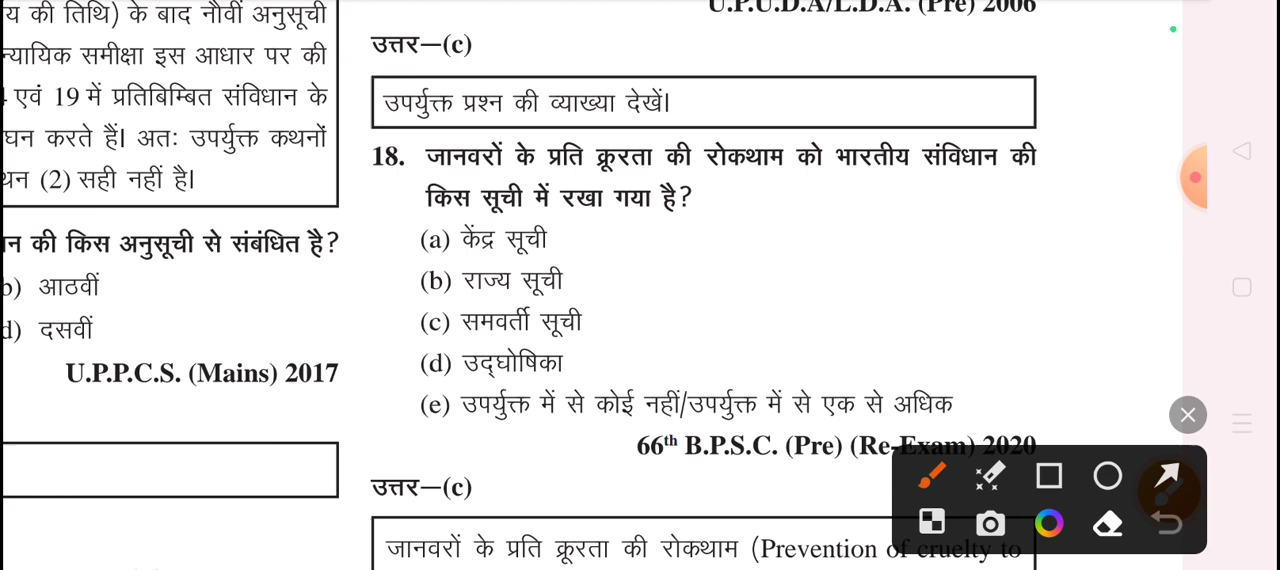 य की तिथि) के बाद नौवीं अनुसूची
न्यायिक समीक्षा इस आधार पर की
एवं 19 में प्रतिबिम्बित संविधान के
घन करते हैं। अतः उपर्युक्त कथनों
थन (2) सही नहीं है।
न की किस अनुसूची से संबंधित है?
b) आठवीं
d) दसवीं
U.P.P.C.S. (Mains) 2017
U.P.U.D.A/L.D.A. (Pre) 2006
उत्तर—(c)
उपर्युक्त प्रश्न की व्याख्या देखें।
18. जानवरों के प्रति क्रूरता की रोकथाम को भारतीय संविधान की
किस सूची में रखा गया है?
(a) केंद्र सूची
(b) राज्य सूची
(c) समवर्ती सूची
(d) उद्घोषिका
(e) उपर्युक्त में से कोई नहीं/उपर्युक्त में से एक से अधिक
66th B.P.S.C. (Pre) (Re-Exam) 2020
उत्तर—(c)
जानवरों के प्रति क्रूरता की रोकथाम (Prevention of cruelty to